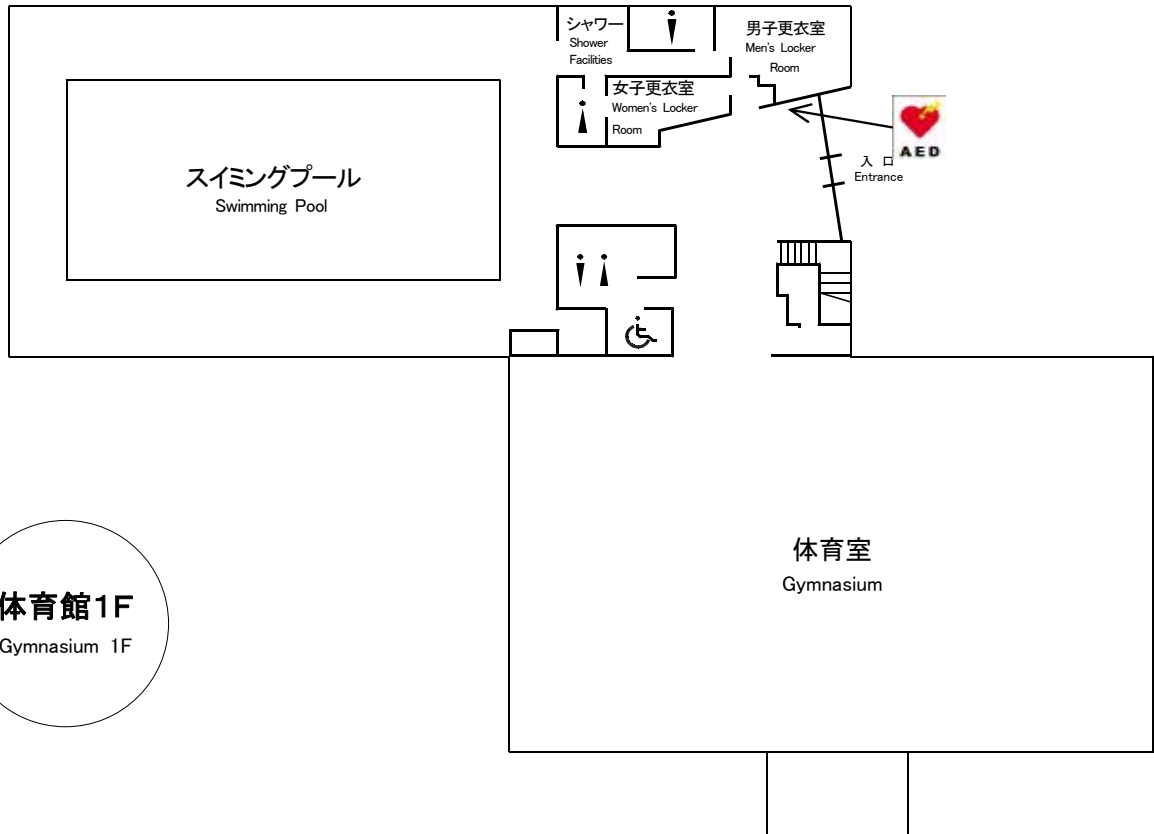 シャワー
Shower
Facilities
男子更衣室
Men's Locker
Room
女子更衣室
Women's Locker
Room
AED
入 口
Entrance
スイミングプール
Swimming Pool
体育室
Gymnasium
体育館1F
Gymnasium 1F